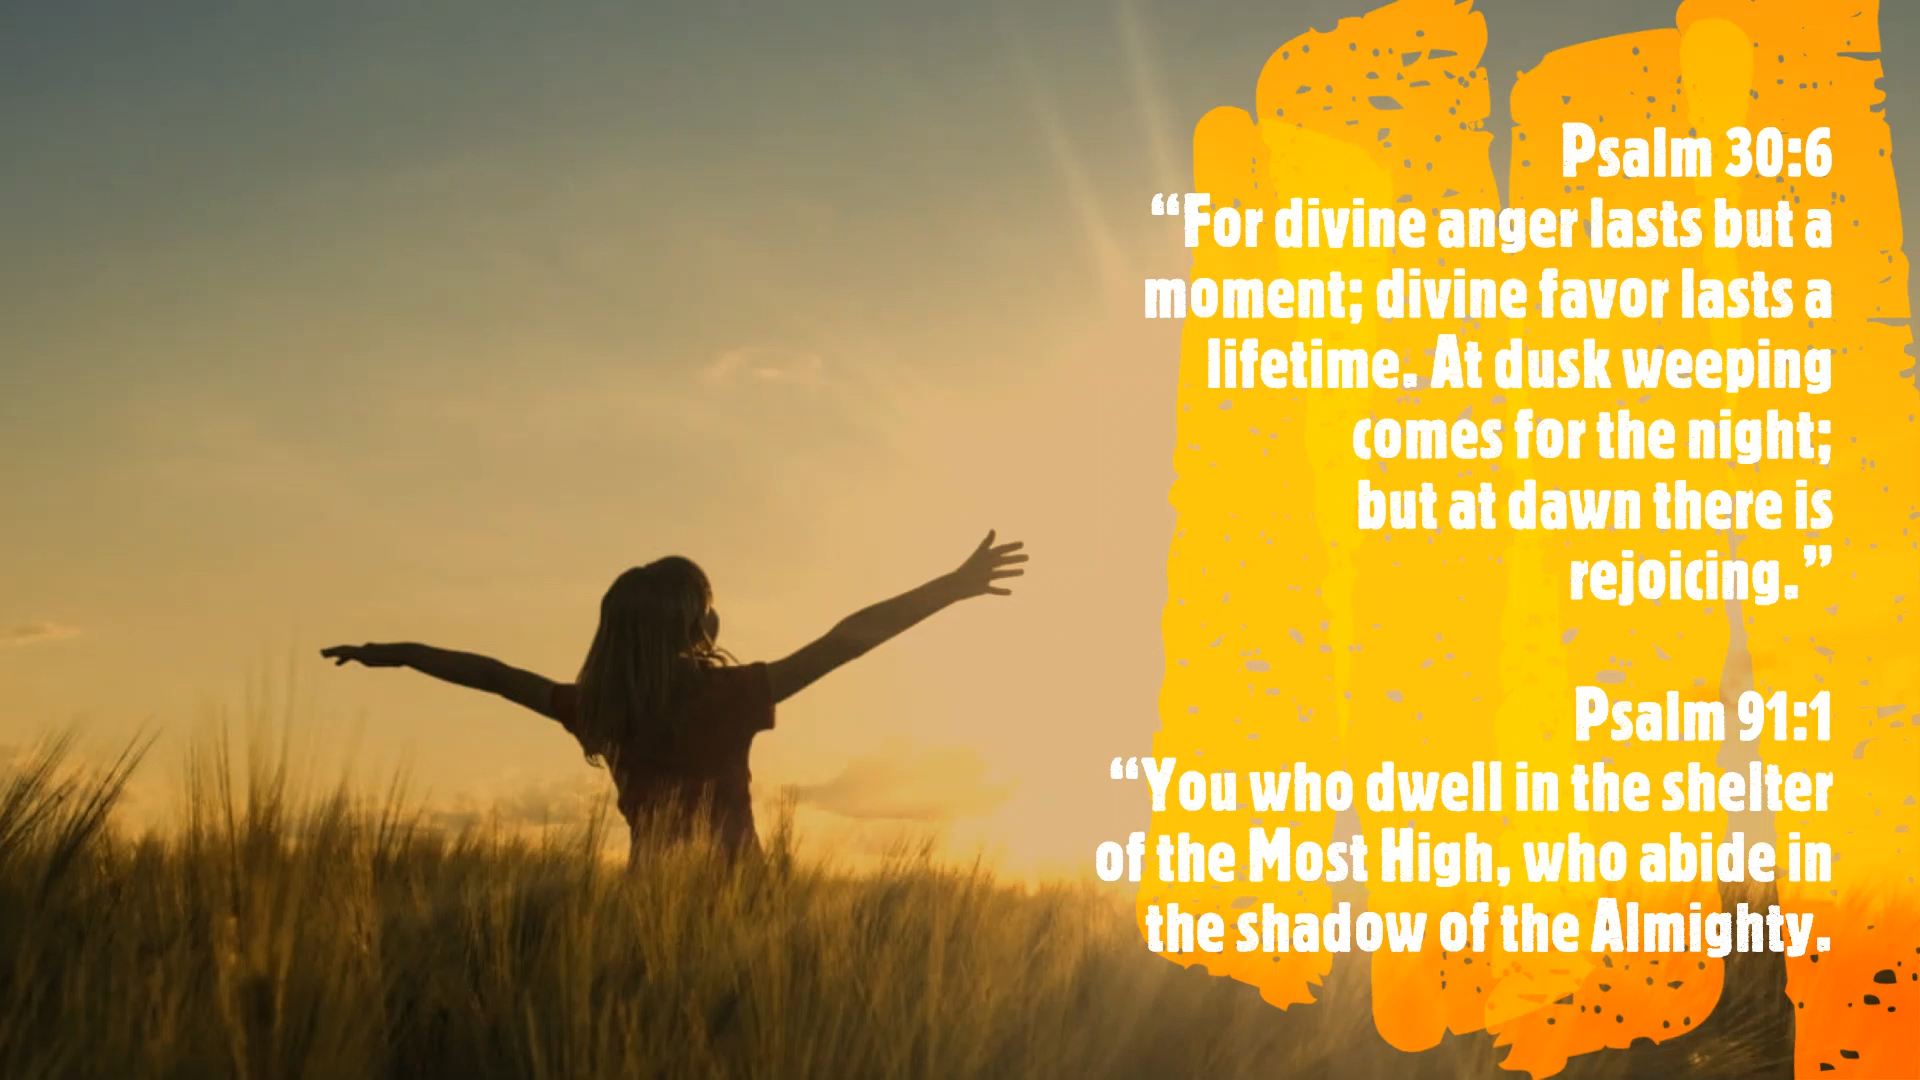 Psalm 30:6
“For divine anger lasts but a
moment; divine favor lasts a
lifetime. At dusk weeping
comes for the night;
but at dawn there is
rejoicing.”
Psalm 91:1
“You who dwell in the shelter
of the Most High, who abide in
the shadow of the Almighty.